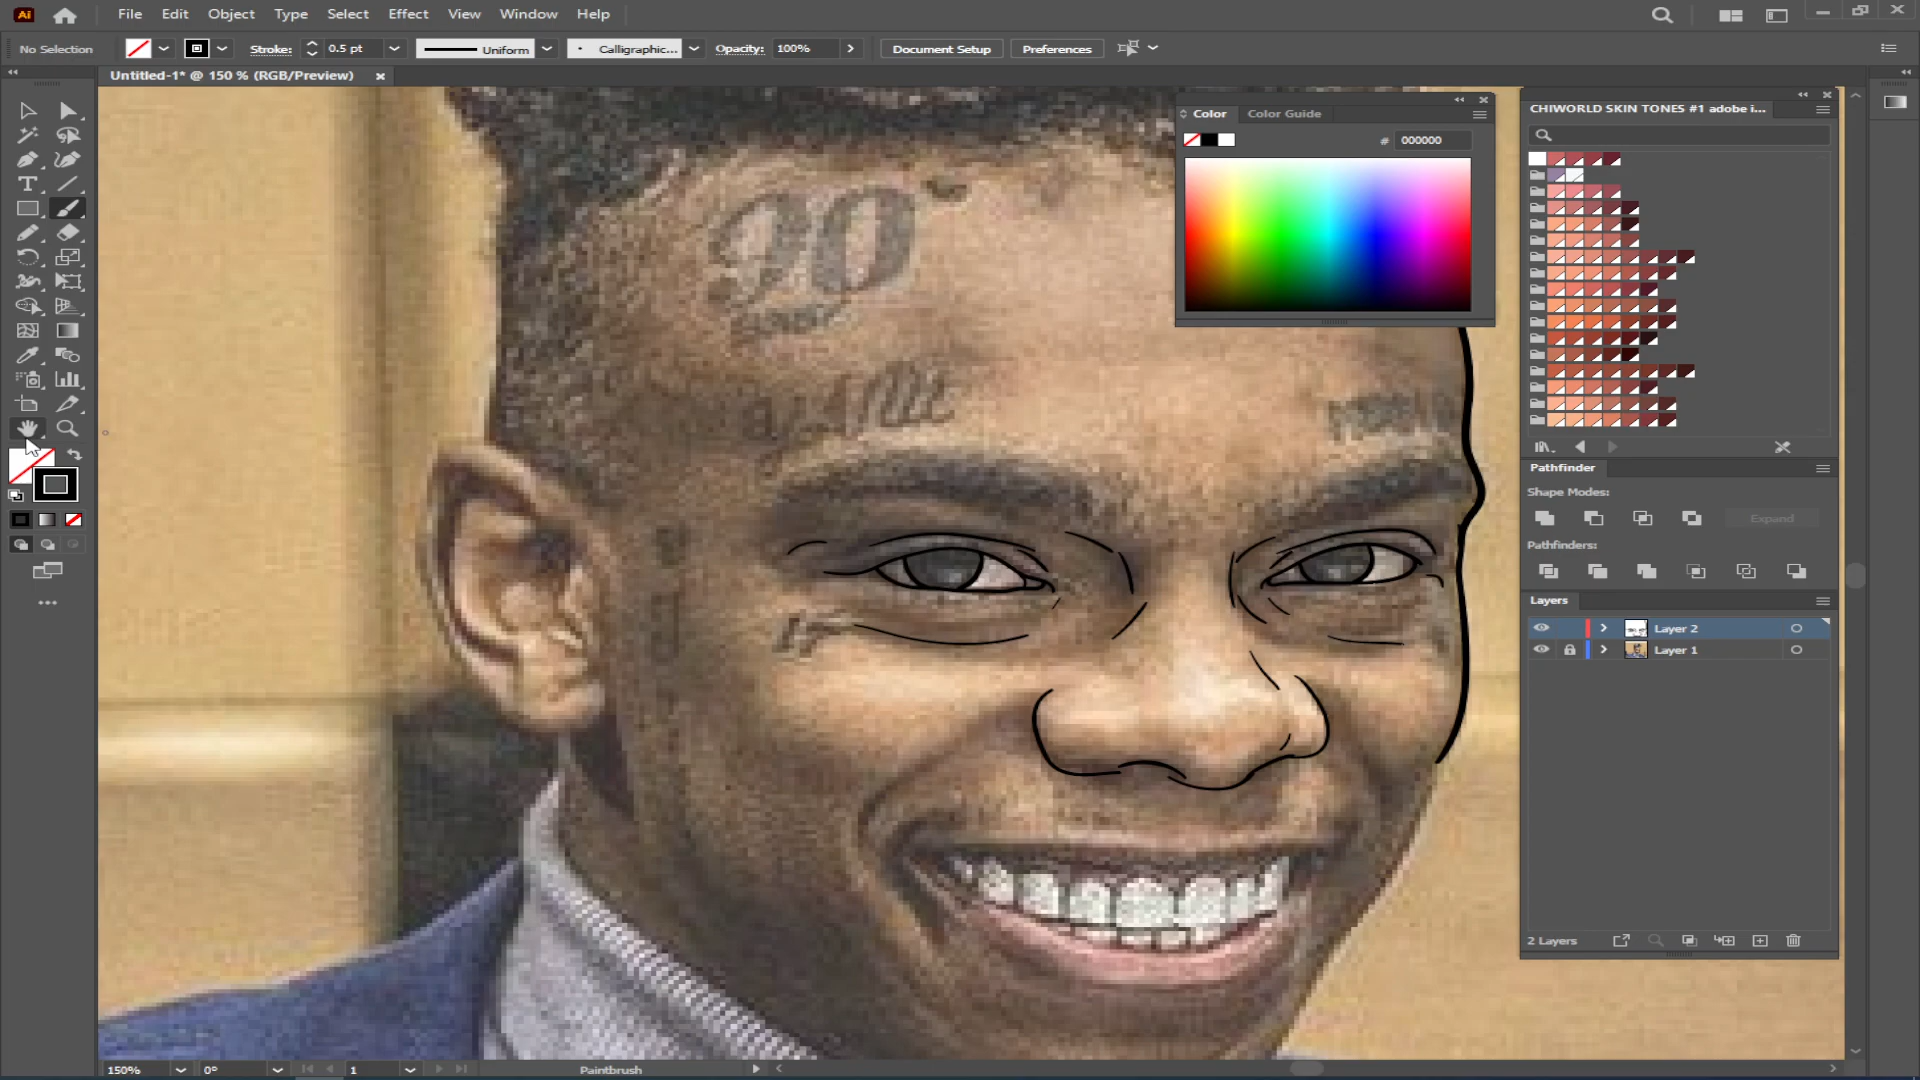 Ai File Edit Object Type Select Effect View Window Help
No Selection Stroke: 0.5 pt Uniform Calligraphic... Opacity: 100% Document Setup Preferences
Untitled-1* @ 150 % (RGB/Preview)
Color Color Guide
# 000000
CHIWORLD SKIN TONES #1 adobe i...
Pathfinder
Shape Modes:
Expand
Pathfinders:
Layers
Layer 2
Layer 1
2 Layers
150% 0° 1 Paintbrush